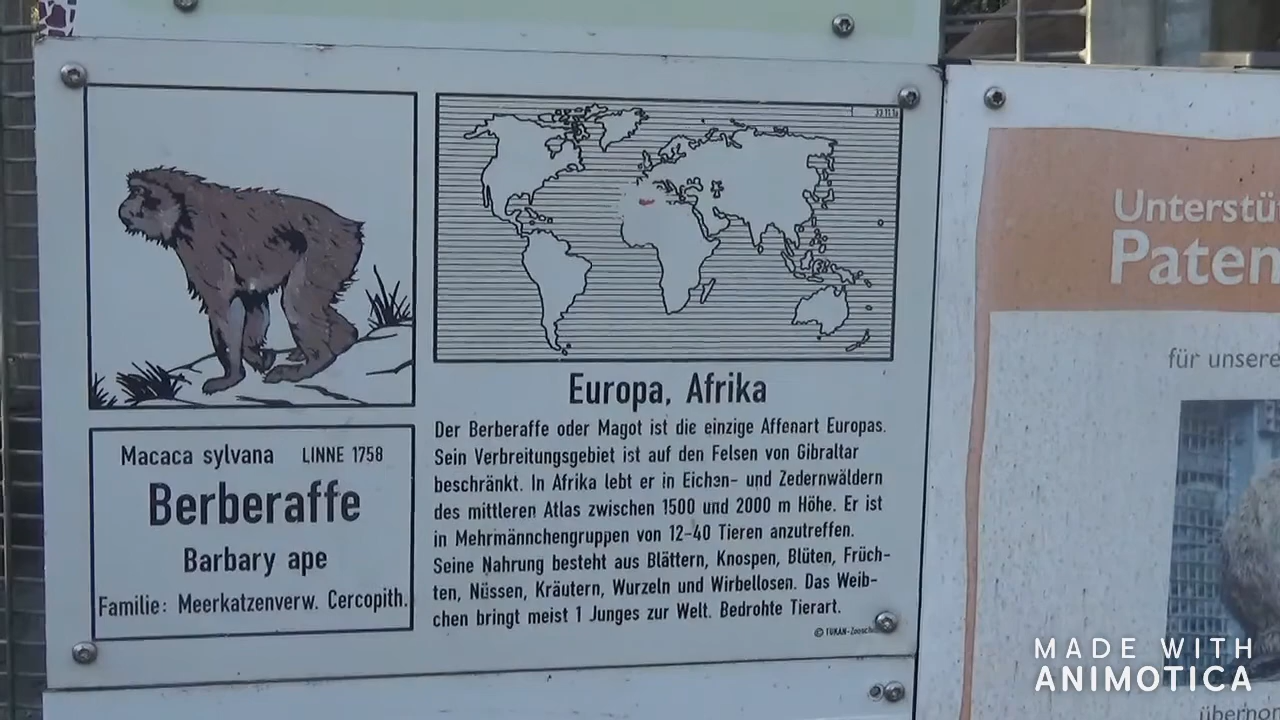 Macaca sylvana LINNE 1758
Berberaffe
Barbary ape
Familie: Meerkatzenverw. Cercopith.
Europa, Afrika
Der Berberaffe oder Magot ist die einzige Affenart Europas.
Sein Verbreitungsgebiet ist auf den Felsen von Gibraltar
beschränkt. In Afrika lebt er in Eichen- und Zedernwäldern
des mittleren Atlas zwischen 1500 und 2000 m Höhe. Er ist
in Mehrmännchengruppen von 12-40 Tieren anzutreffen.
Seine Nahrung besteht aus Blättern, Knospen, Blüten, Früch-
ten, Nüssen, Kräutern, Wurzeln und Wirbellosen. Das Weib-
chen bringt meist 1 Junges zur Welt. Bedrohte Tierart.
© TUKAN-
Unterstü
Paten
für unsere
übernor
MADE WITH
ANIMOTICA